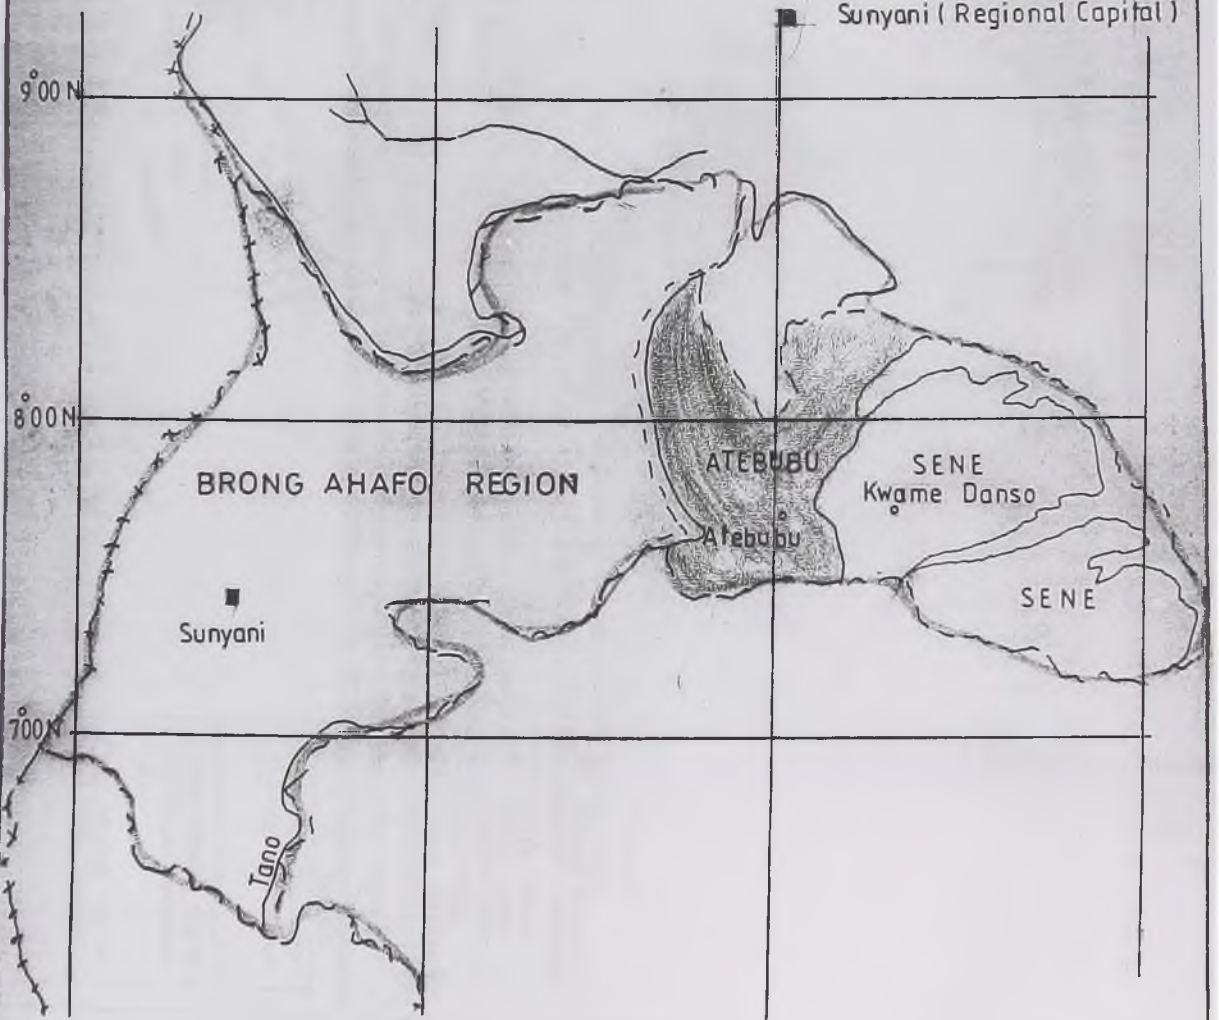 Sunyani ( Regional Capital )
9°00 N
8°00 N
BRONG AHAFO REGION
ATEBUBU
SENE
Kwame Danso
Atebubu
SENE
Sunyani
7°00 N
Tano